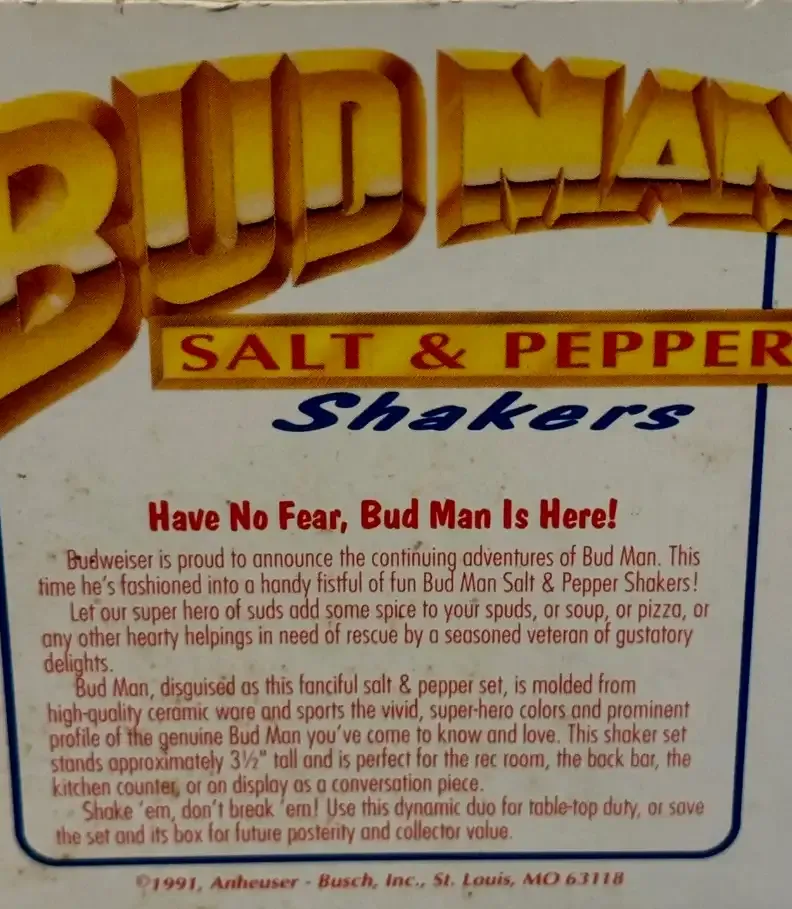 BUD MAN
SALT & PEPPER
Shakers
Have No Fear, Bud Man Is Here!
Budweiser is proud to announce the continuing adventures of Bud Man. This
time he's fashioned into a handy fistful of fun Bud Man Salt & Pepper Shakers!
Let our super hero of suds add some spice to your spuds, or soup, or pizza, or
any other hearty helpings in need of rescue by a seasoned veteran of gustatory
delights.
Bud Man, disguised as this fanciful salt & pepper set, is molded from
high-quality ceramic ware and sports the vivid, super-hero colors and prominent
profile of the genuine Bud Man you've come to know and love. This shaker set
stands approximately 3½" tall and is perfect for the rec room, the back bar, the
kitchen counter, or on display as a conversation piece.
Shake 'em, don't break 'em! Use this dynamic duo for table-top duty, or save
the set and its box for future posterity and collector value.
©1991, Anheuser - Busch, Inc., St. Louis, MO 63118